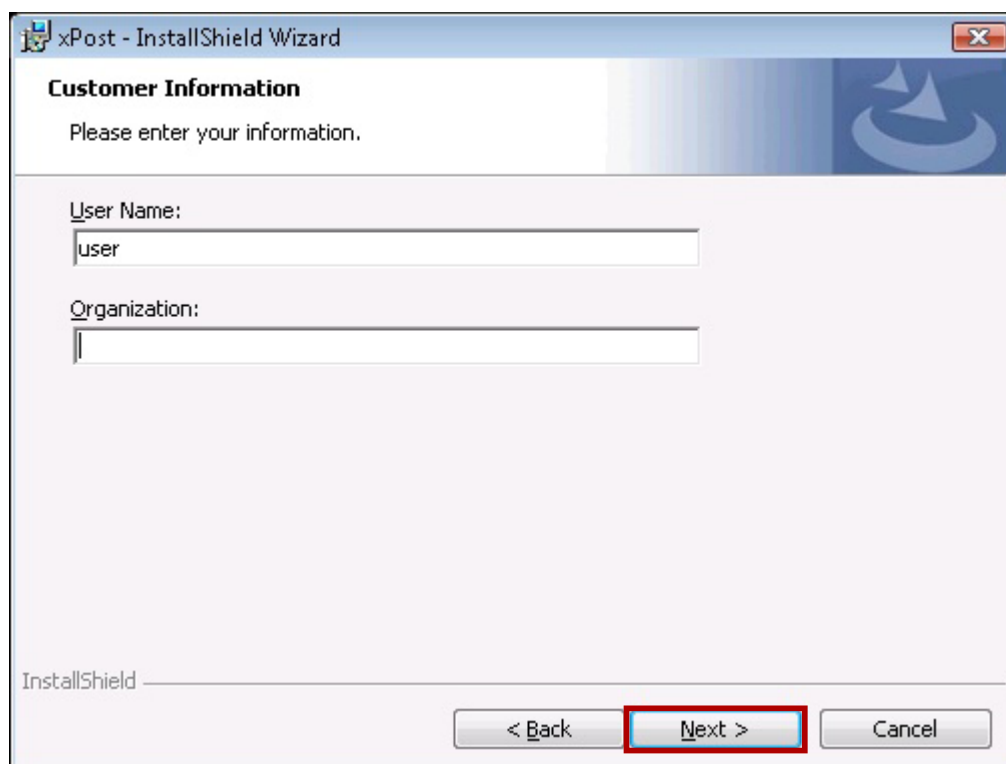 xPost - InstallShield Wizard
Customer Information
Please enter your information.
User Name:
user
Organization:
InstallShield
< Back Next > Cancel